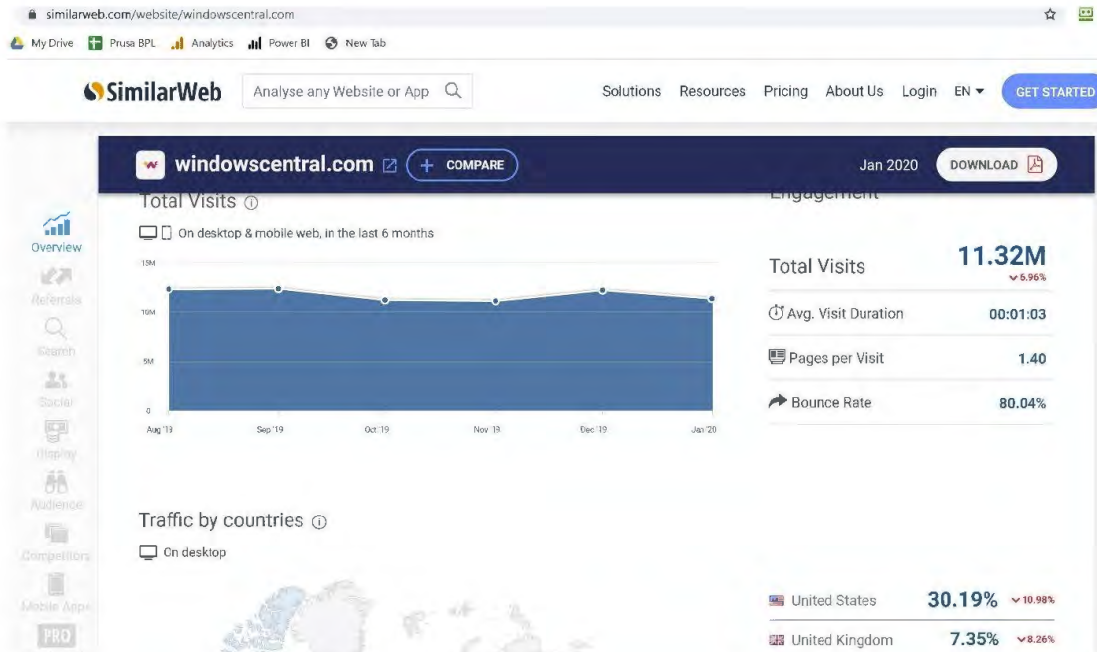 similarweb.com/website/windowscentral.com
My Drive Prusa BPL Analytics Power BI New Tab
SimilarWeb Analyse any Website or App Solutions Resources Pricing About Us Login EN GET STARTED
windowscentral.com + COMPARE Jan 2020 DOWNLOAD
Total Visits
Engagement
On desktop & mobile web, in the last 6 months
15M
10M
5M
0
Aug '19 Sep '19 Oct '19 Nov '19 Dec '19 Jan '20
Total Visits 11.32M
6.96%
Avg. Visit Duration 00:01:03
Pages per Visit 1.40
Bounce Rate 80.04%
Overview
Referrals
Search
Social
Display
Audience
Competitors
Mobile Apps
PRO
Traffic by countries
On desktop
United States 30.19% 10.98%
United Kingdom 7.35% 8.26%